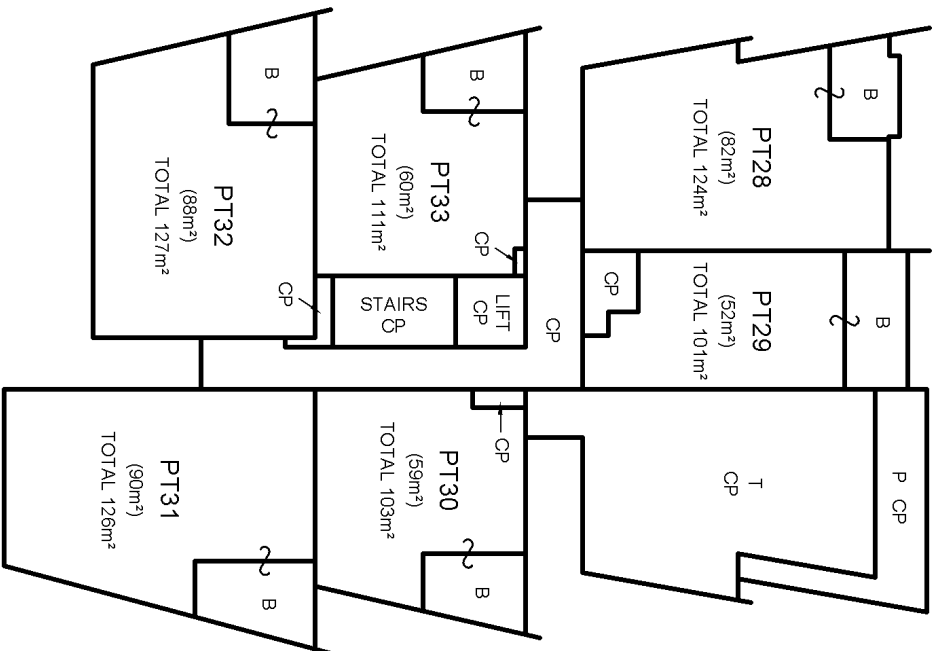 B
PT28
(82m²)
TOTAL 124m²
B
PT33
(60m²)
TOTAL 111m²
CP
B
PT32
(88m²)
TOTAL 127m²
CP
STAIRS
CP
LIFT
CP
CP
CP
PT29
(52m²)
TOTAL 101m²
B
P CP
T
CP
CP
PT30
(59m²)
TOTAL 103m²
B
PT31
(90m²)
TOTAL 126m²
B